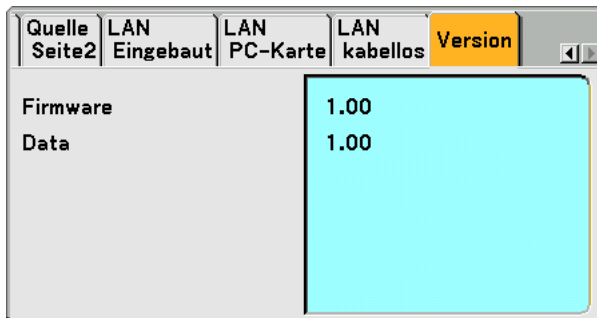 Quelle LAN LAN LAN Version
Seite2 Eingebaut PC-Karte kabellos
Firmware 1.00
Data 1.00